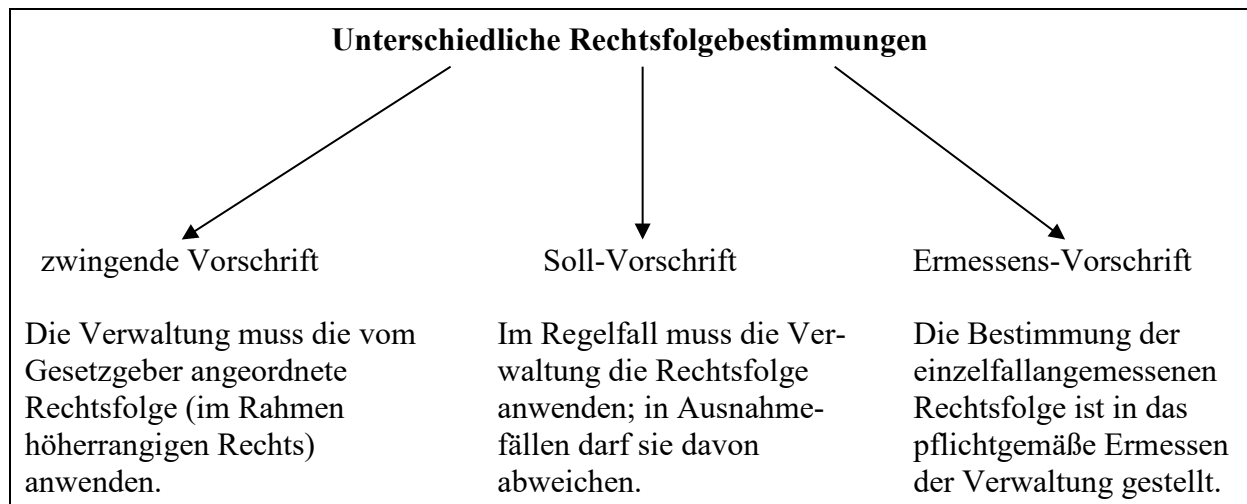 Unterschiedliche Rechtsfolgebestimmungen
zwingende Vorschrift
Die Verwaltung muss die vom
Gesetzgeber angeordnete
Rechtsfolge (im Rahmen
höherrangigen Rechts)
anwenden.
Soll-Vorschrift
Im Regelfall muss die Ver-
waltung die Rechtsfolge
anwenden; in Ausnahme-
fällen darf sie davon
abweichen.
Ermessens-Vorschrift
Die Bestimmung der
einzelfallangemessenen
Rechtsfolge ist in das
pflichtgemäße Ermessen
der Verwaltung gestellt.